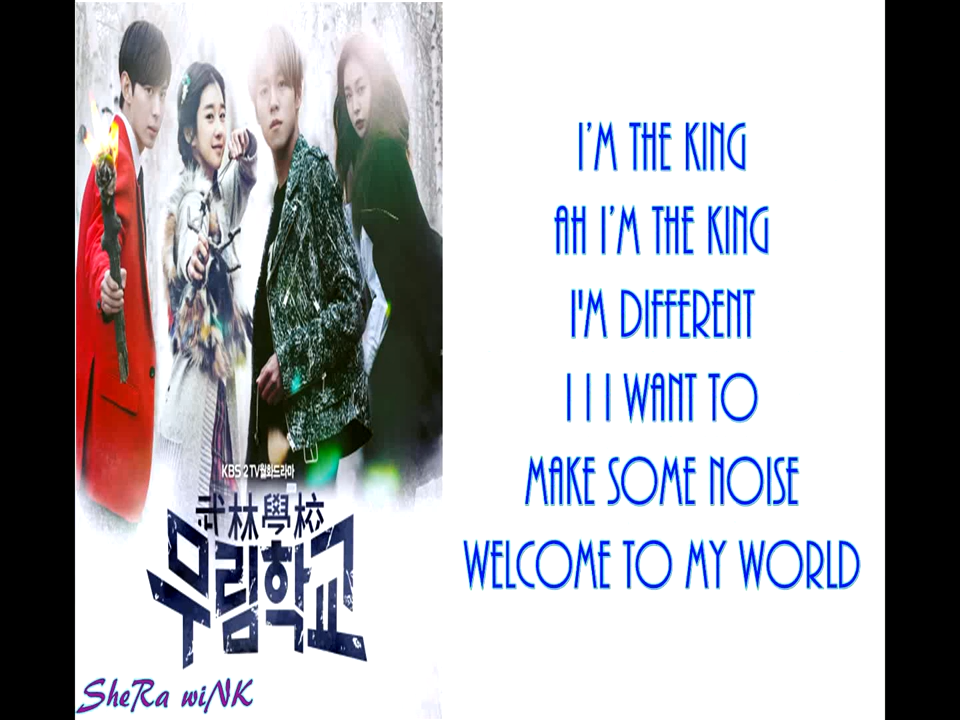 KBS 2TV월화드라마
武林學校
무림학교
SheRa wiNK
I'M THE KING
AH I'M THE KING
I'M DIFFERENT
I I I WANT TO
MAKE SOME NOISE
WELCOME TO MY WORLD